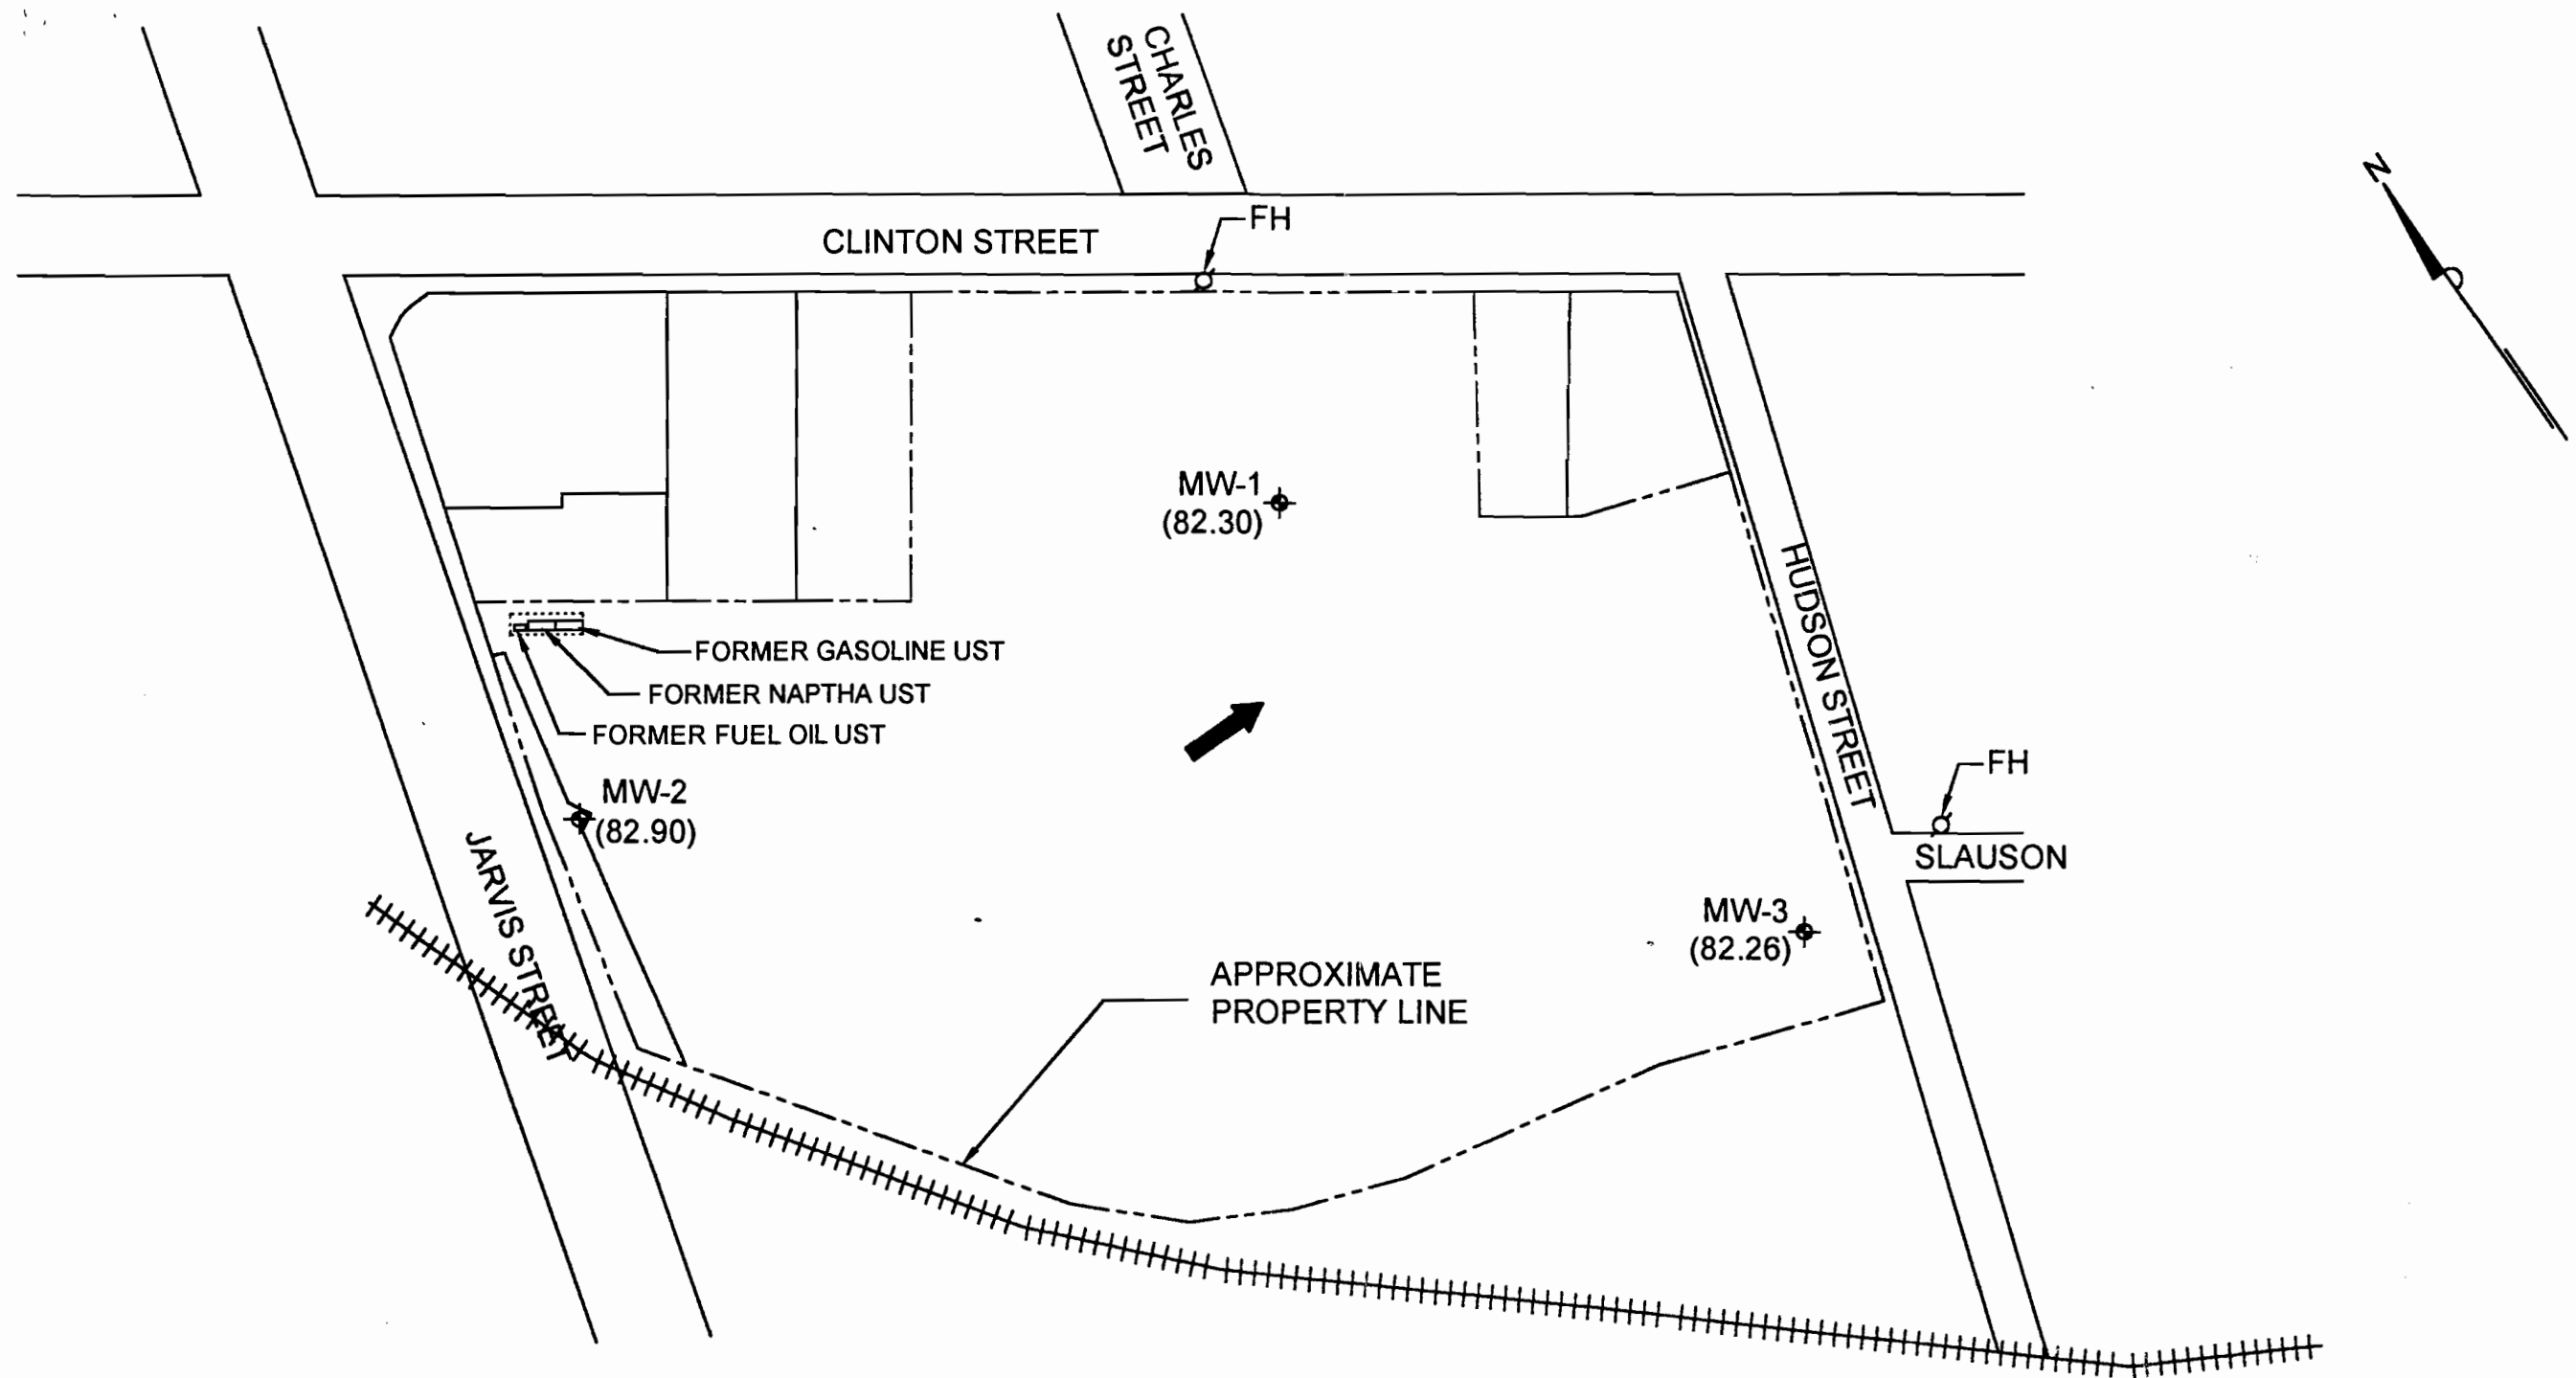 CHARLES
STREET
N
FH
CLINTON STREET
MW-1
(82.30)
HUDSON STREET
FORMER GASOLINE UST
FORMER NAPTHA UST
FORMER FUEL OIL UST
FH
MW-2
(82.90)
JARVIS STREET
SLAUSON
MW-3
(82.26)
APPROXIMATE
PROPERTY LINE